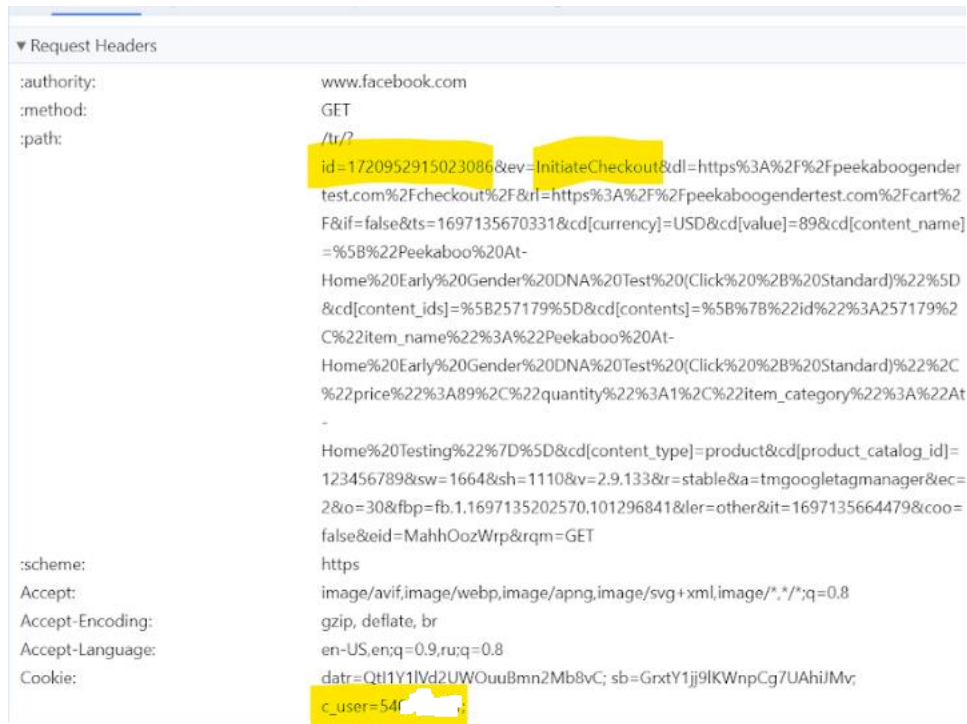 ▼ Request Headers
:authority: www.facebook.com
:method: GET
:path: /tr/?
id=1720952915023086&ev=InitiateCheckout&dl=https%3A%2F%2Fpeekaboogender
test.com%2Fcheckout%2F&rl=https%3A%2F%2Fpeekaboogendertest.com%2Fcart%2
F&if=false&ts=1697135670331&cd[currency]=USD&cd[value]=89&cd[content_name]
=%5B%22Peekaboo%20At-
Home%20Early%20Gender%20DNA%20Test%20(Click%20%2B%20Standard)%22%5D
&cd[content_ids]=%5B257179%5D&cd[contents]=%5B%7B%22id%22%3A257179%2
C%22item_name%22%3A%22Peekaboo%20At-
Home%20Early%20Gender%20DNA%20Test%20(Click%20%2B%20Standard)%22%2C
%22price%22%3A89%2C%22quantity%22%3A1%2C%22item_category%22%3A%22At
-
Home%20Testing%22%7D%5D&cd[content_type]=product&cd[product_catalog_id]=
123456789&sw=1664&sh=1110&v=2.9.133&r=stable&a=tmgoogletagmanager&ec=
2&o=30&fbp=fb.1.1697135202570.101296841&ler=other&it=1697135664479&coo=
false&eid=MahhOozWrp&rqm=GET
:scheme: https
Accept: image/avif,image/webp,image/apng,image/svg+xml,image/*,*/*;q=0.8
Accept-Encoding: gzip, deflate, br
Accept-Language: en-US,en;q=0.9,ru;q=0.8
Cookie: datr=QtI1Y1lVd2UWOuuBmn2Mb8vC; sb=GrxtY1jj9lKWnpCg7UAhiJMv;
c_user=540